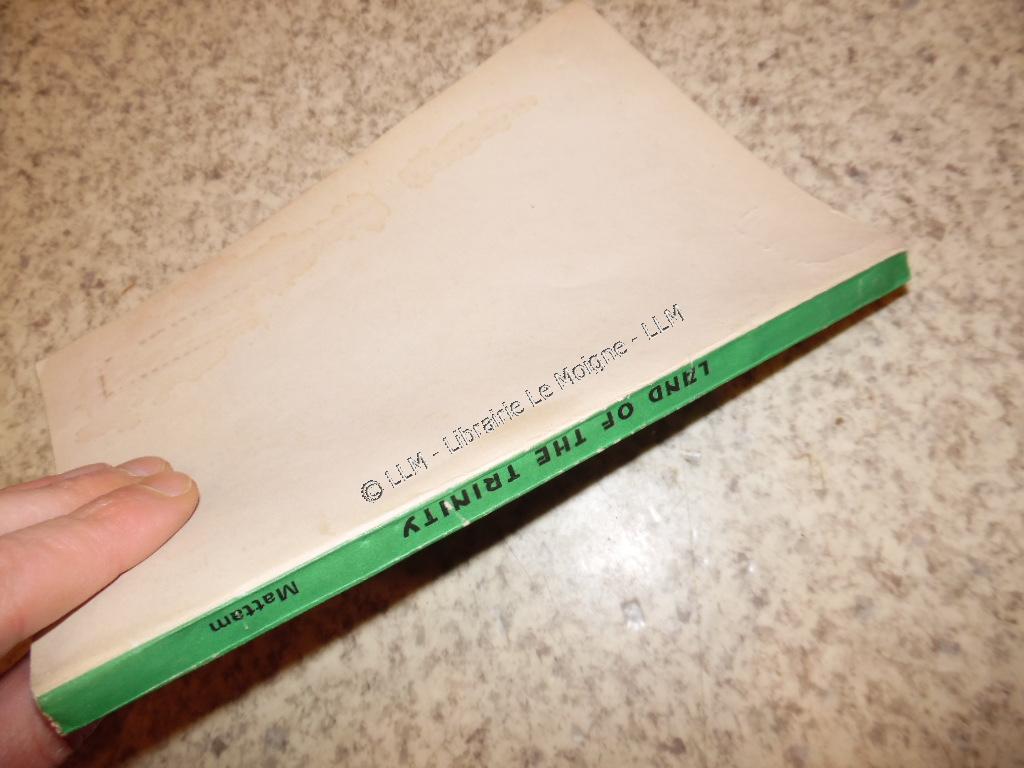 LAND OF THE TRINITY
Mattam
© LLM - Librairie Le Moigne - LLM